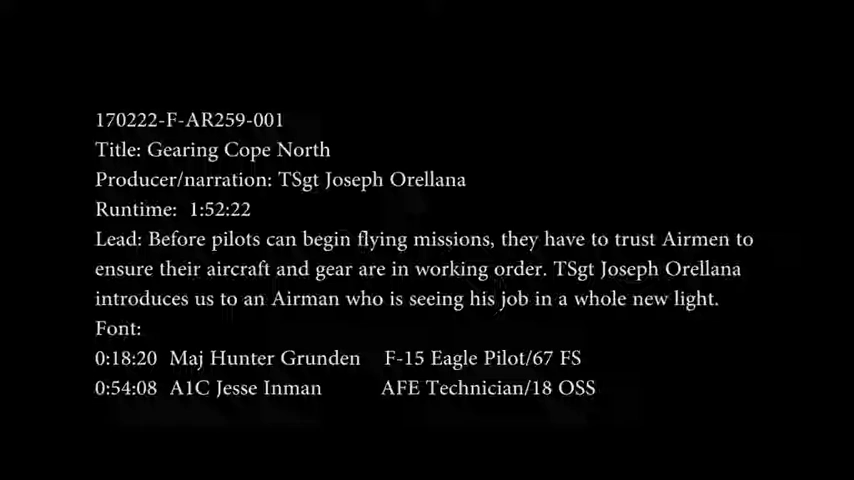 170222-F-AR259-001
Title: Gearing Cope North
Producer/narration: TSgt Joseph Orellana
Runtime: 1:52:22
Lead: Before pilots can begin flying missions, they have to trust Airmen to
ensure their aircraft and gear are in working order. TSgt Joseph Orellana
introduces us to an Airman who is seeing his job in a whole new light.
Font:
0:18:20 Maj Hunter Grunden F-15 Eagle Pilot/67 FS
0:54:08 A1C Jesse Inman AFE Technician/18 OSS